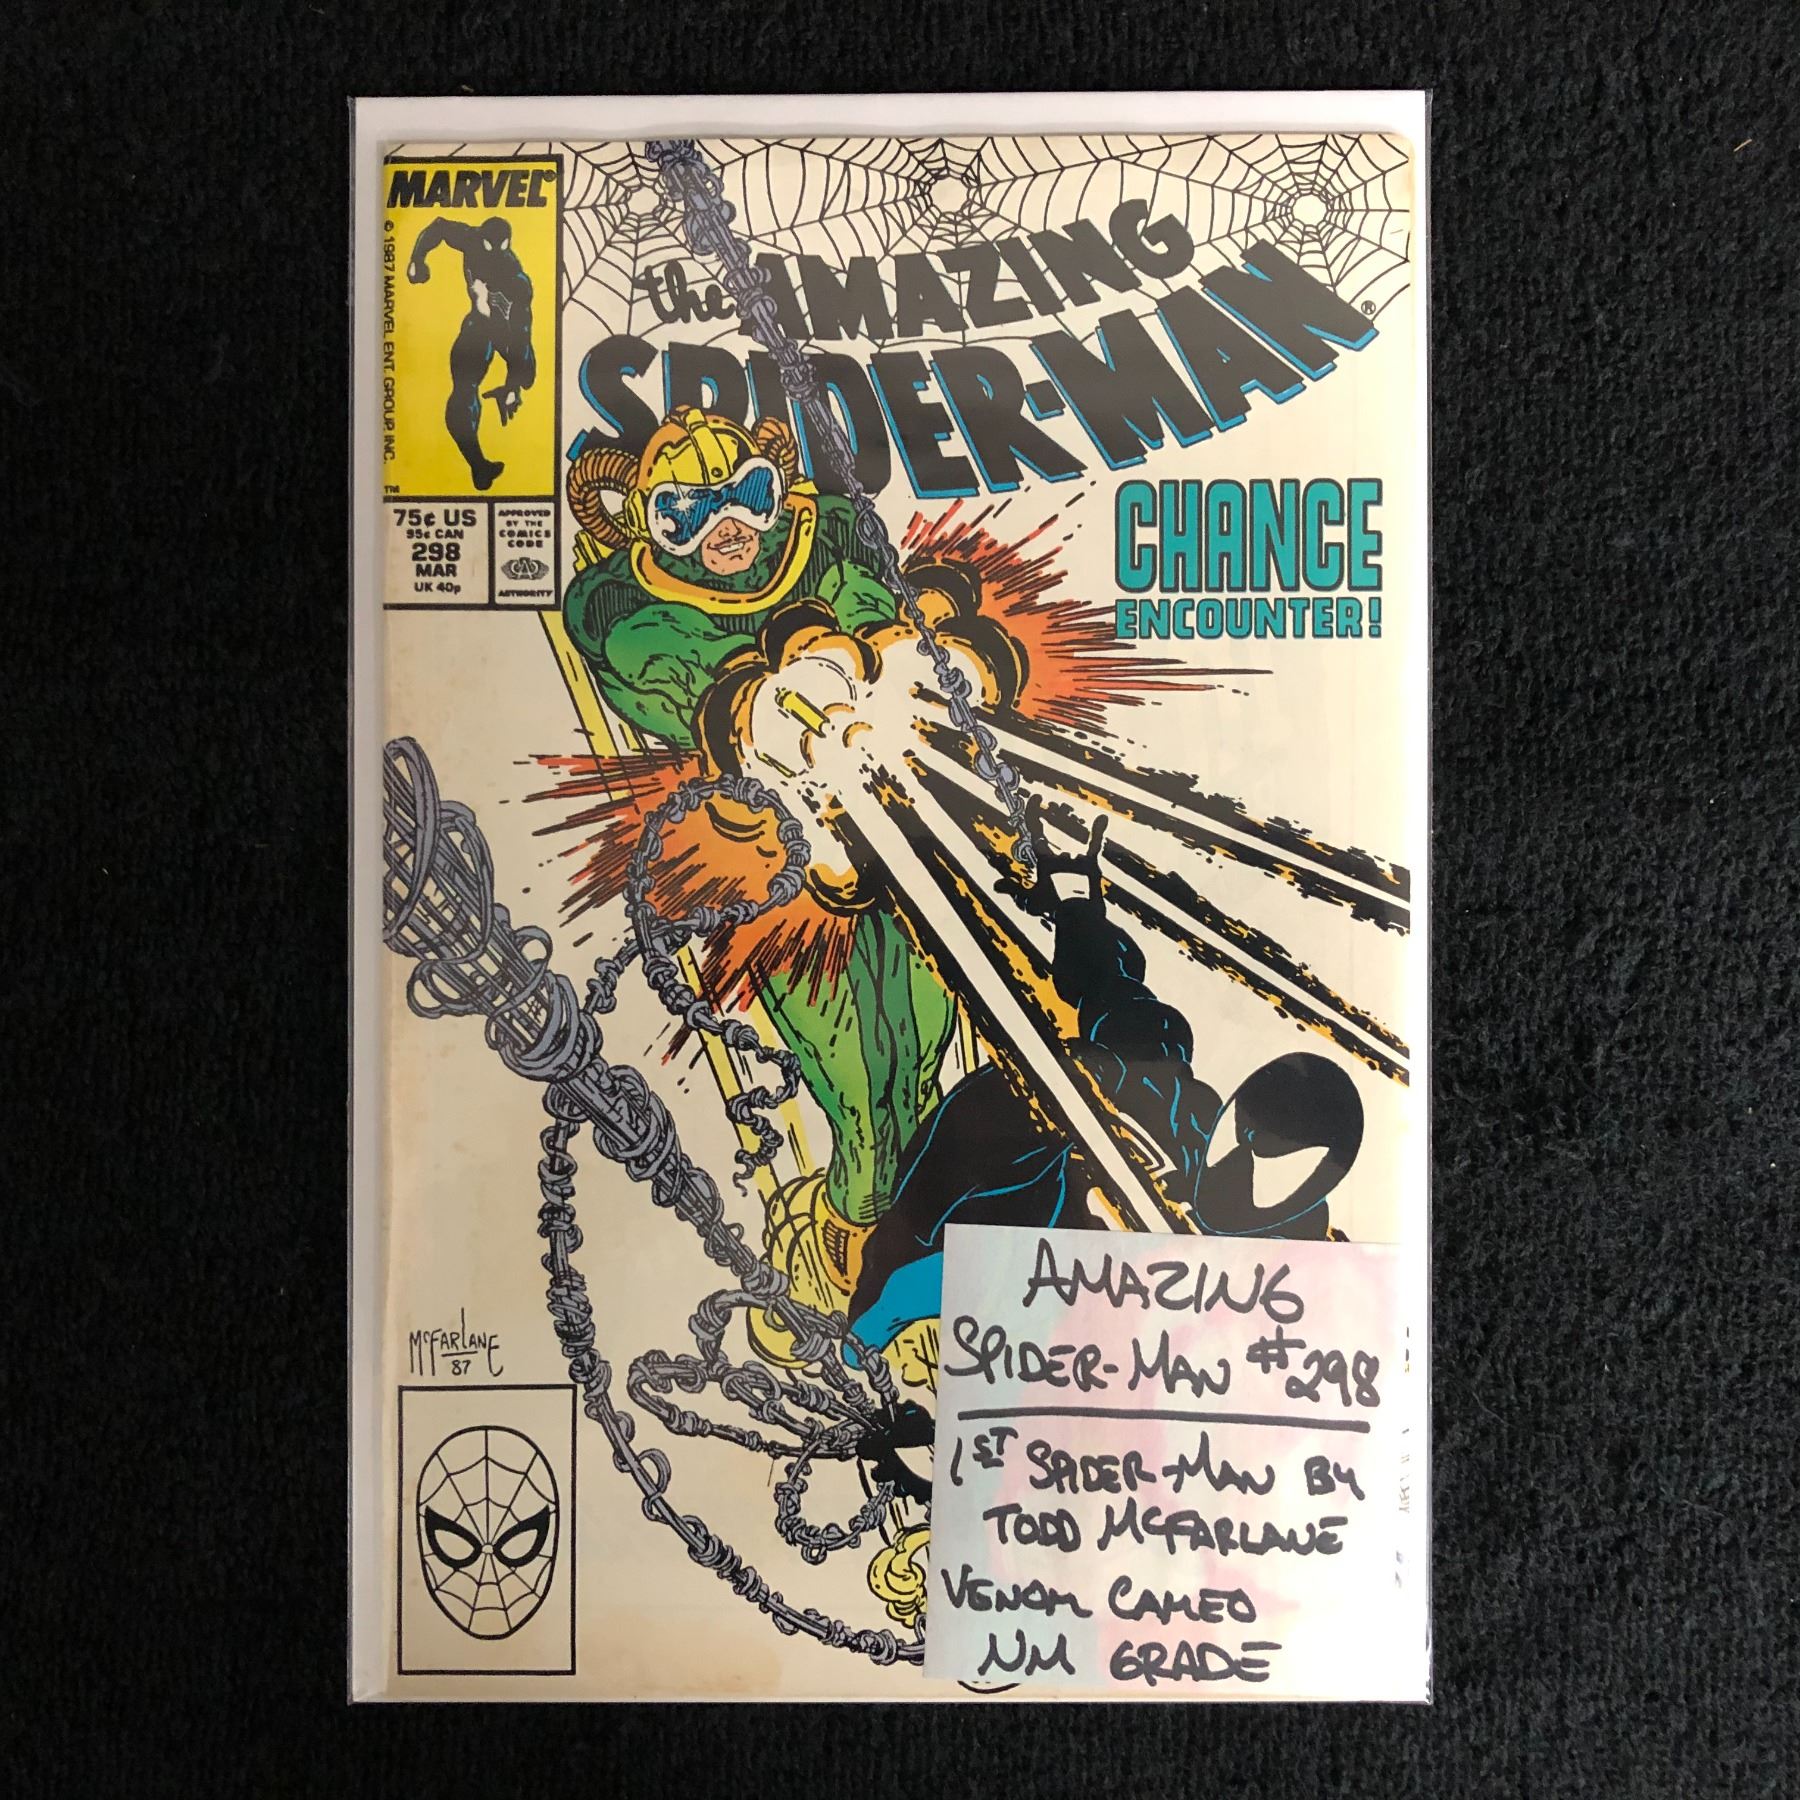 MARVEL®
© 1987 MARVEL ENT. GROUP, INC.
TM
the AMAZING
SPIDER-MAN®
75¢ US
95¢ CAN
298
MAR
UK 40p
APPROVED
BY THE
COMICS
CODE
CA
AUTHORITY
CHANCE
ENCOUNTER!
McFARLANE
87
AMAZING
SPIDER-MAN #298
1ST SPIDER-MAN BY
TODD MCFARLANE
VENOM CAMEO
NM GRADE